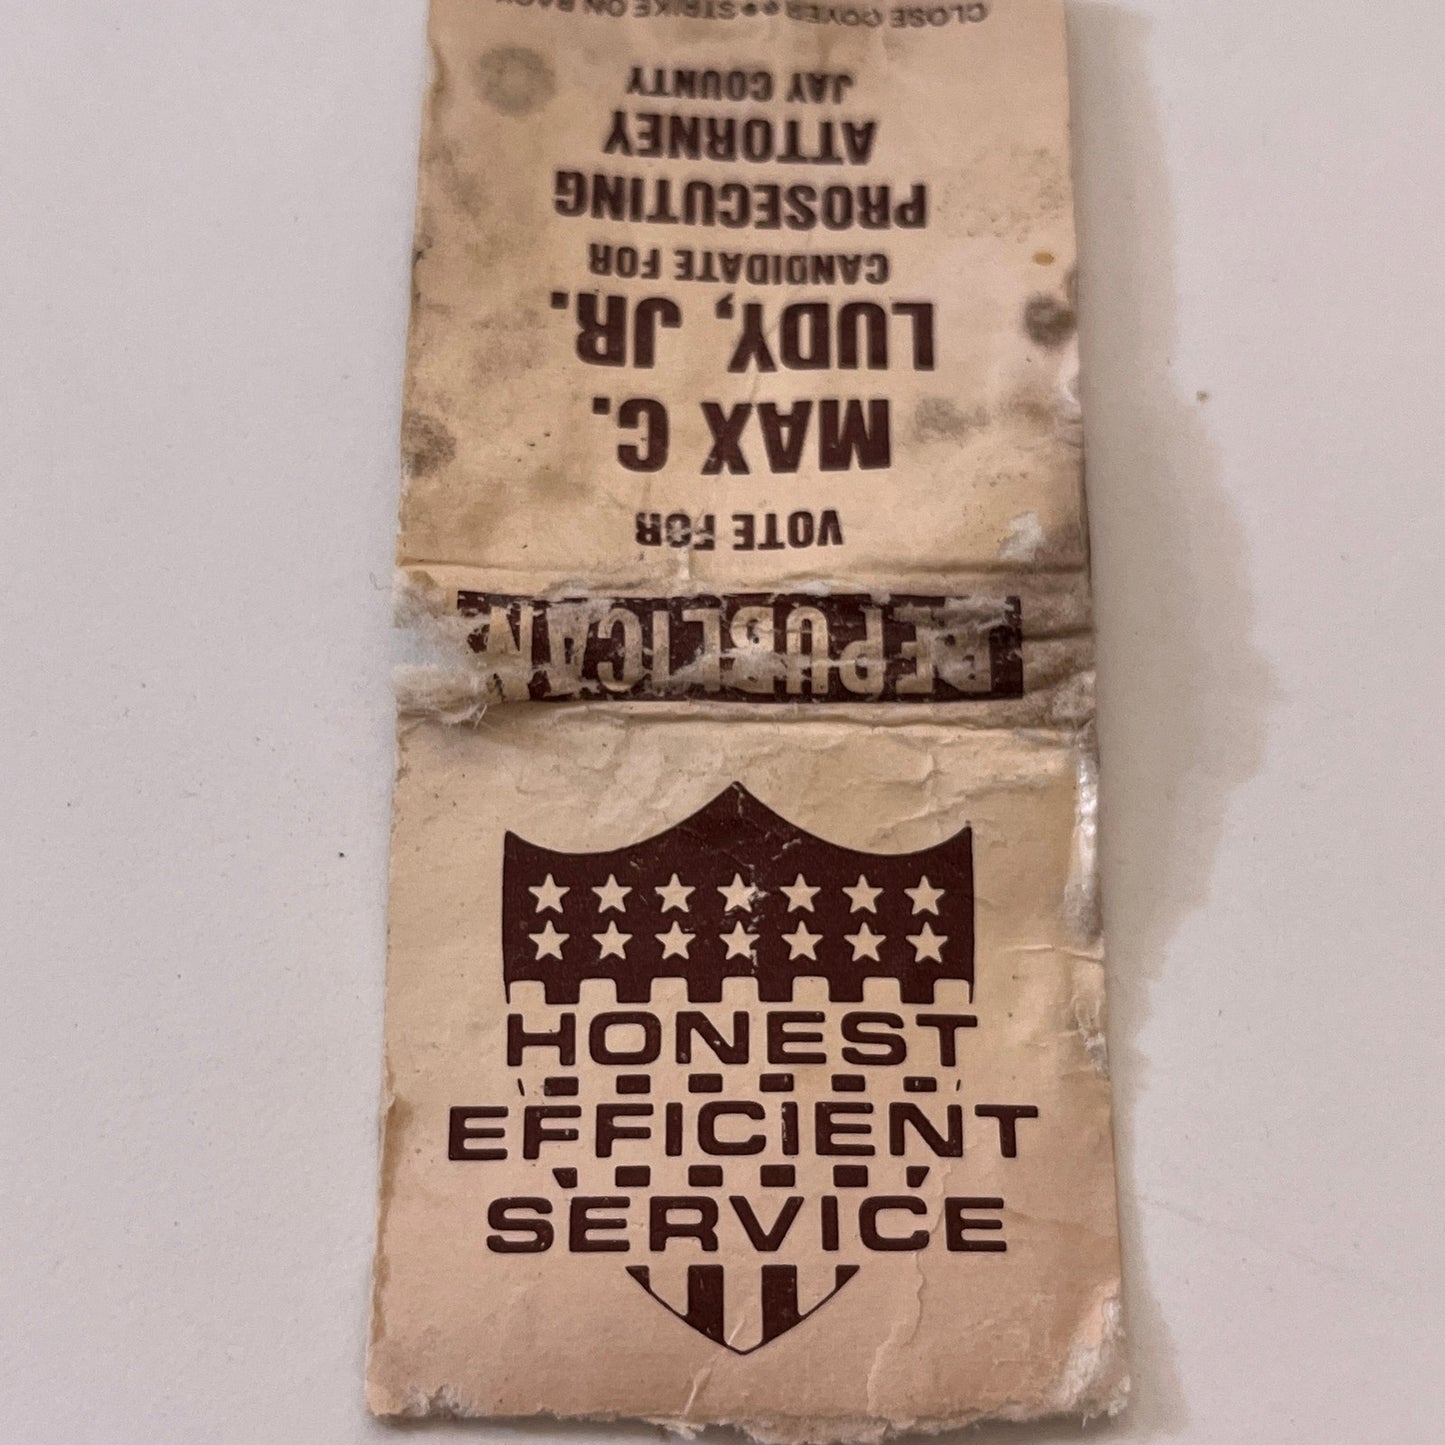 CLOSE COVER ** STRIKE ON BACK
VOTE FOR
MAX C.
LUDY, JR.
CANDIDATE FOR
PROSECUTING
ATTORNEY
JAY COUNTY
REPUBLICAN
HONEST
EFFICIENT
SERVICE